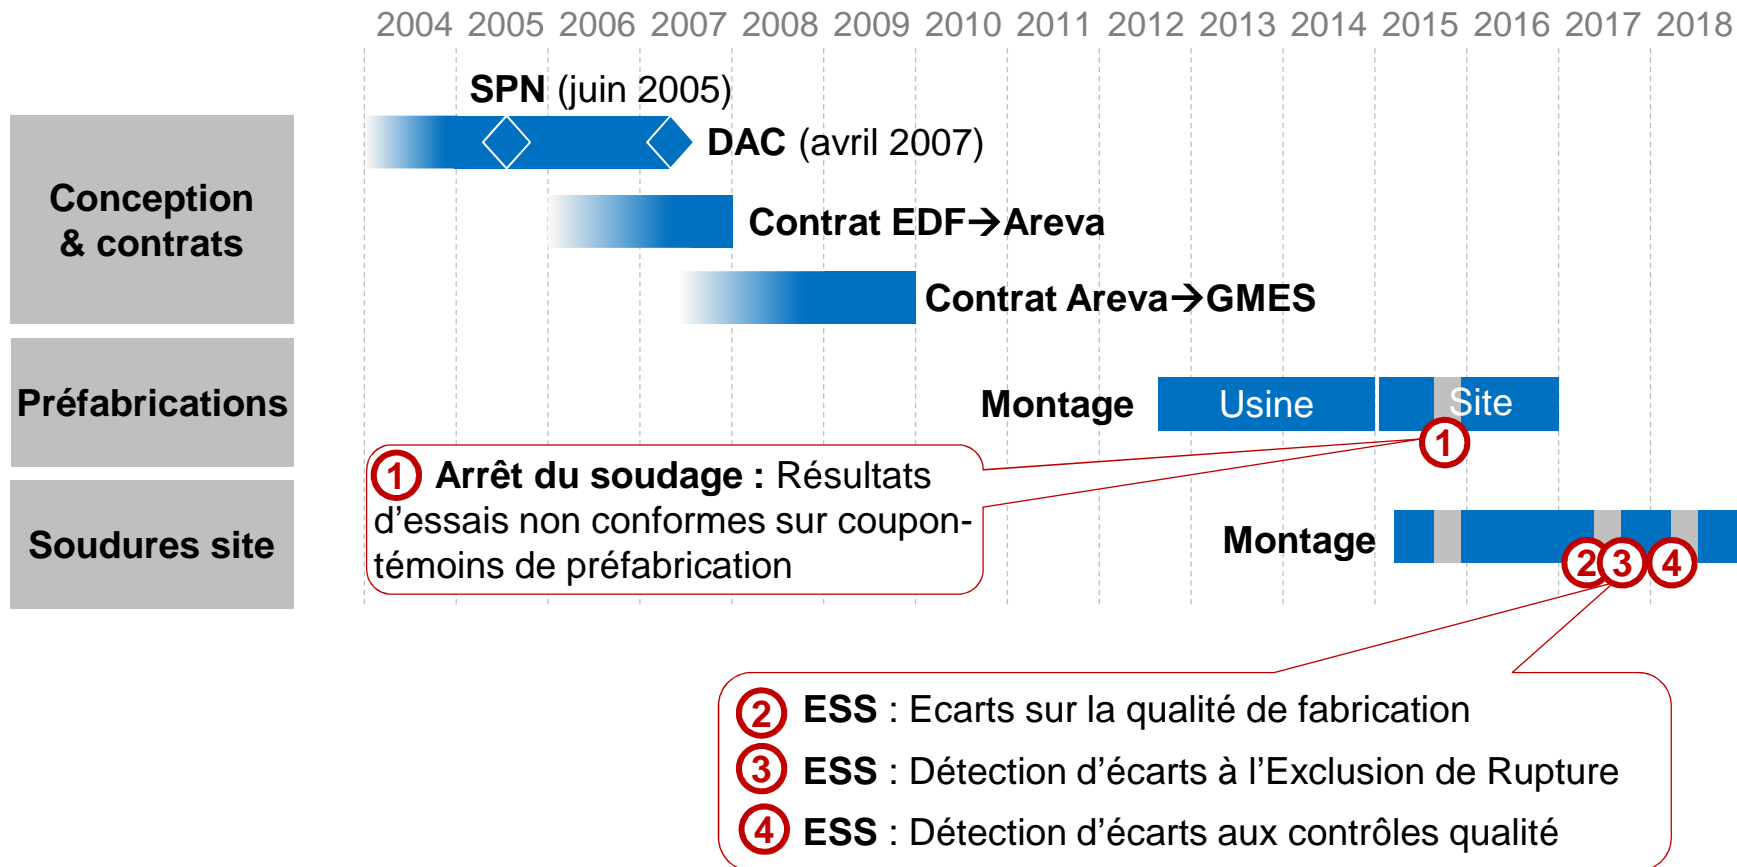 2004 2005 2006 2007 2008 2009 2010 2011 2012 2013 2014 2015 2016 2017 2018
SPN (juin 2005)
DAC (avril 2007)
Conception
& contrats
Contrat EDF→Areva
Contrat Areva→GMES
Préfabrications
Montage
Usine
Site
1
1 Arrêt du soudage : Résultats
d’essais non conformes sur coupon-
témoins de préfabrication
Soudures site
Montage
2 3 4
2 ESS : Ecarts sur la qualité de fabrication
3 ESS : Détection d’écarts à l’Exclusion de Rupture
4 ESS : Détection d’écarts aux contrôles qualité